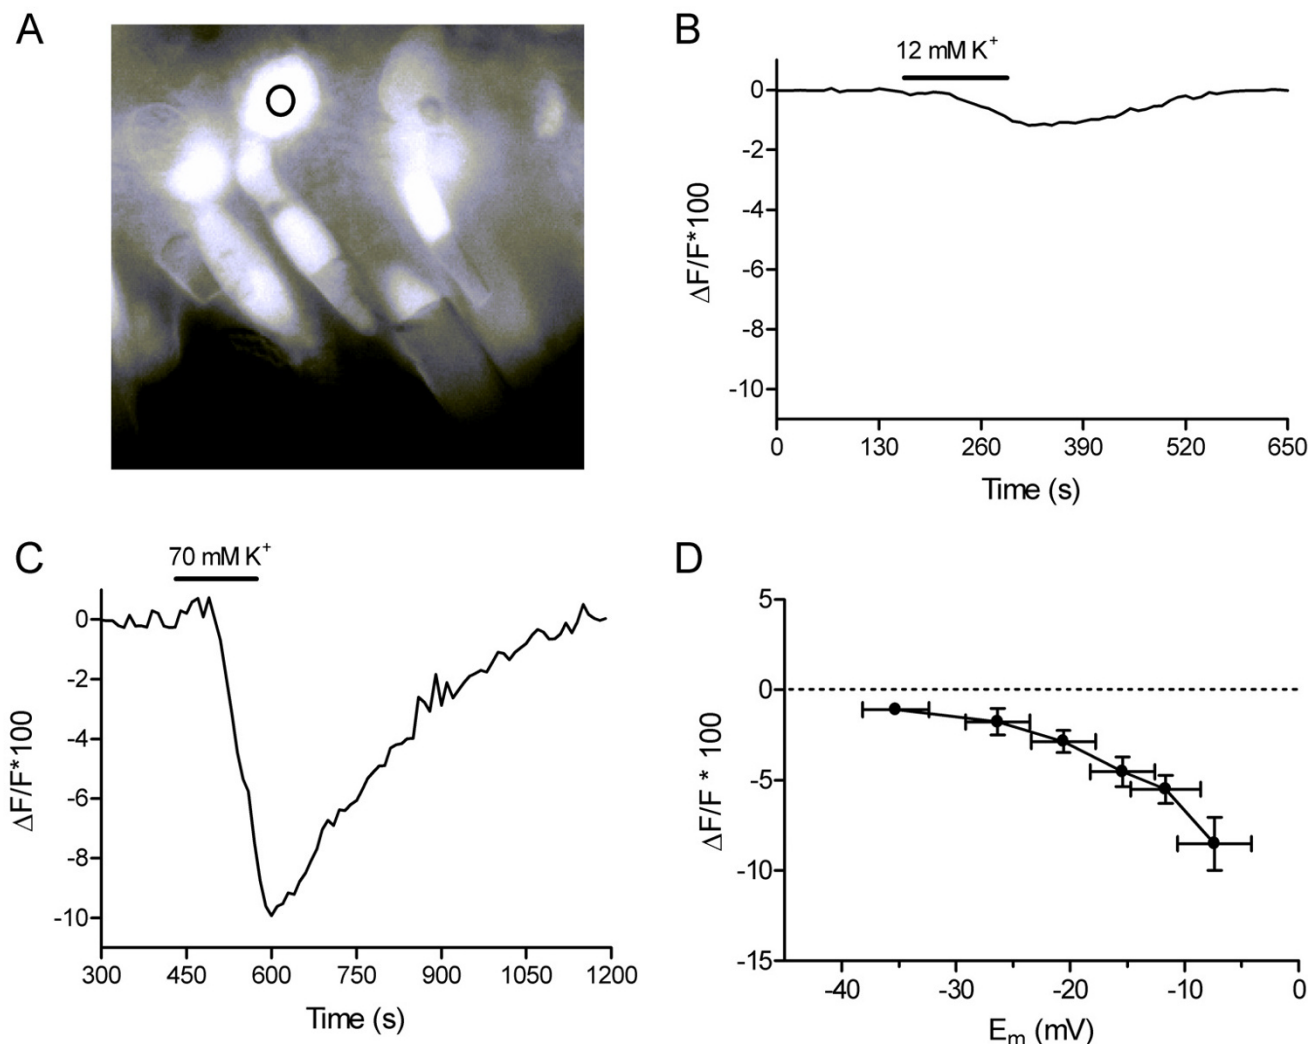 A
B
12 mM K⁺
0
-2
-4
-6
-8
-10
ΔF/F*100
0 130 260 390 520 650
Time (s)
C
70 mM K⁺
0
-2
-4
-6
-8
-10
ΔF/F*100
300 450 600 750 900 1050 1200
Time (s)
D
5
0
-5
-10
-15
ΔF/F * 100
-40 -30 -20 -10 0
Eₘ (mV)